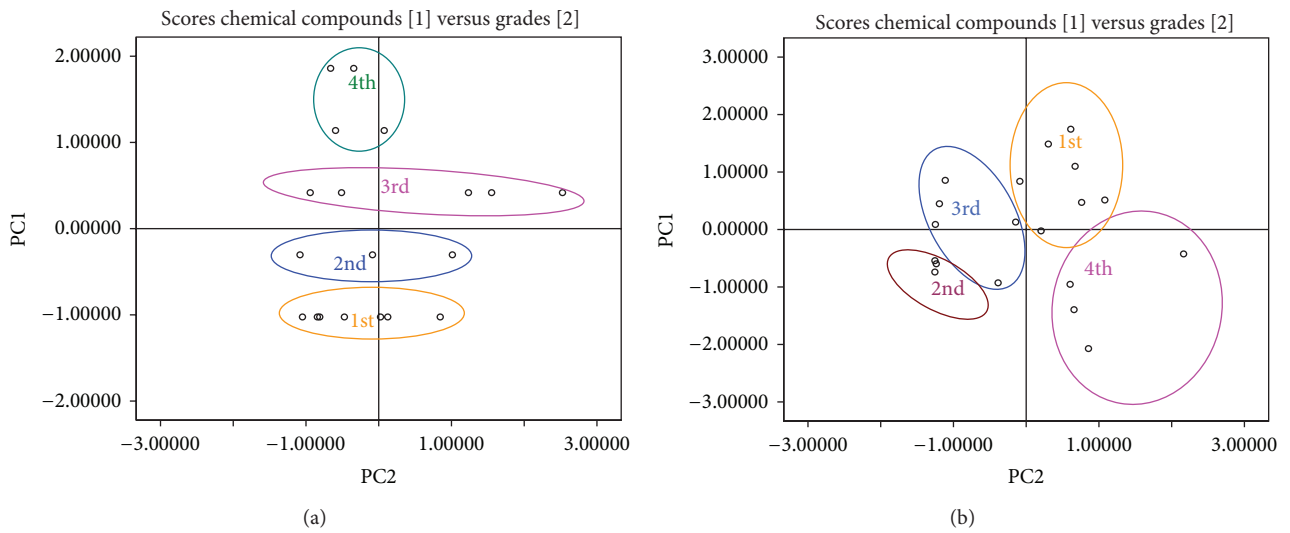 Scores chemical compounds [1] versus grades [2]
2.00000
1.00000
0.00000
−1.00000
−2.00000
PC1
4th
3rd
2nd
1st
−3.00000
−1.00000
1.00000
3.00000
PC2
(a)
Scores chemical compounds [1] versus grades [2]
3.00000
2.00000
1.00000
0.00000
−1.00000
−2.00000
−3.00000
PC1
1st
3rd
4th
2nd
−3.00000
−1.00000
1.00000
3.00000
PC2
(b)